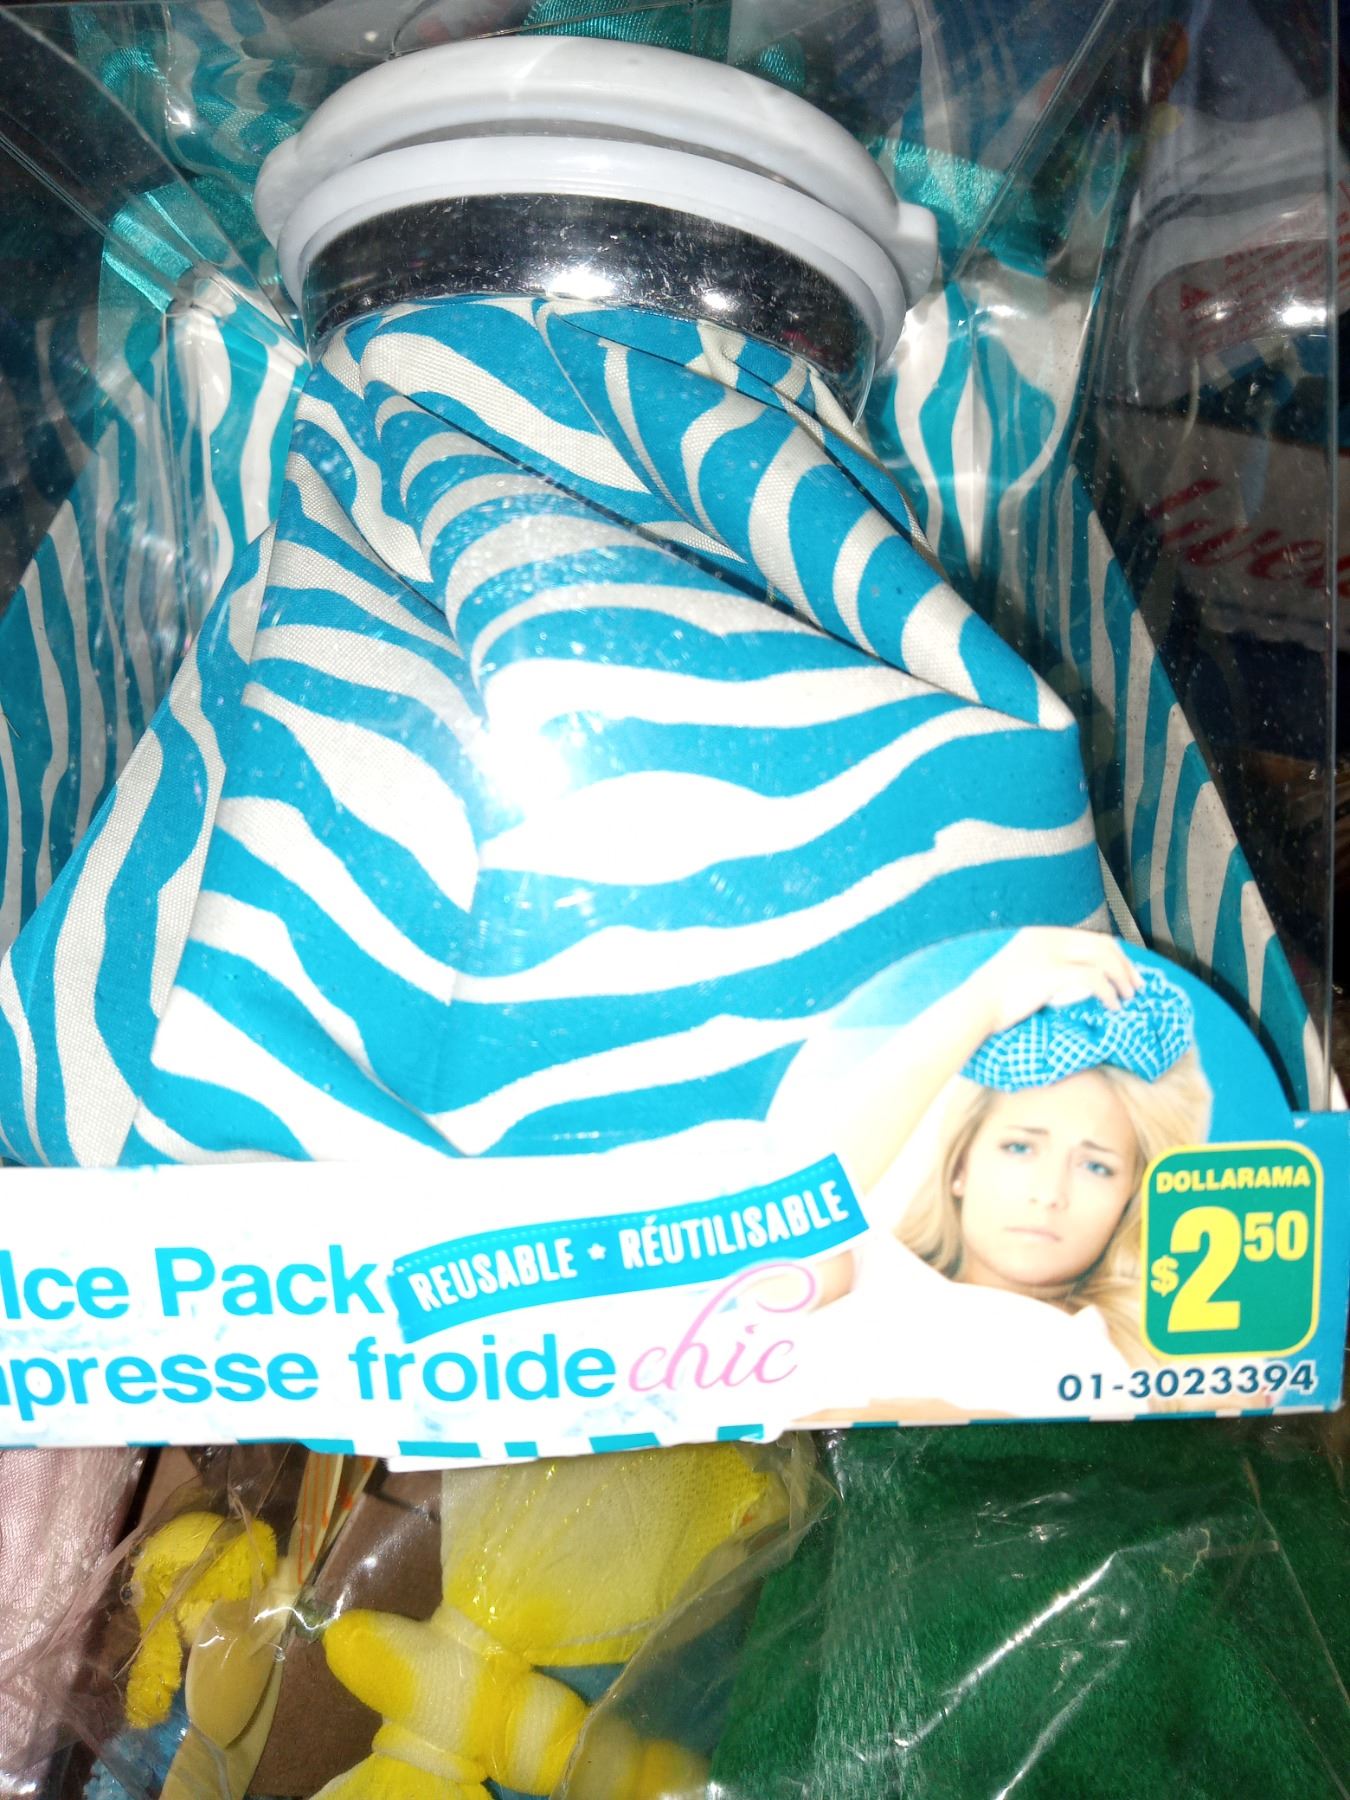 Ice Pack
REUSABLE * RÉUTILISABLE
presse froide chic
DOLLARAMA
$2.50
01-3023394